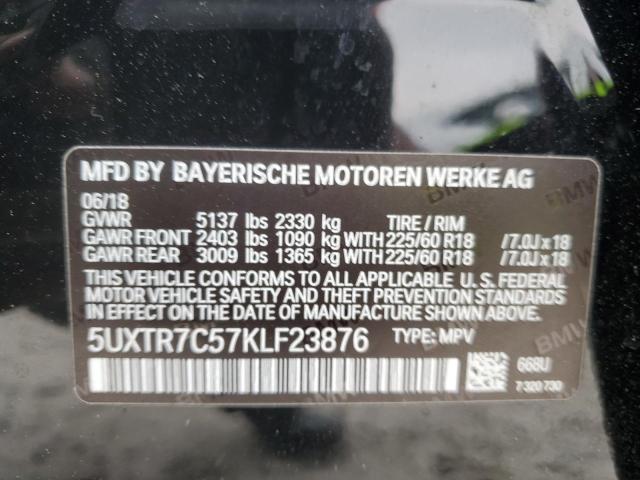 MFD BY BAYERISCHE MOTOREN WERKE AG
06/18
GVWR 5137 lbs 2330 kg TIRE / RIM
GAWR FRONT 2403 lbs 1090 kg WITH 225/60 R18 /7.0J x 18
GAWR REAR 3009 lbs 1365 kg WITH 225/60 R18 /7.0J x 18
THIS VEHICLE CONFORMS TO ALL APPLICABLE U. S. FEDERAL
MOTOR VEHICLE SAFETY AND THEFT PREVENTION STANDARDS
IN EFFECT ON THE DATE OF MANUFACTURE SHOWN ABOVE.
5UXTR7C57KLF23876 TYPE: MPV
668U
7 320 730